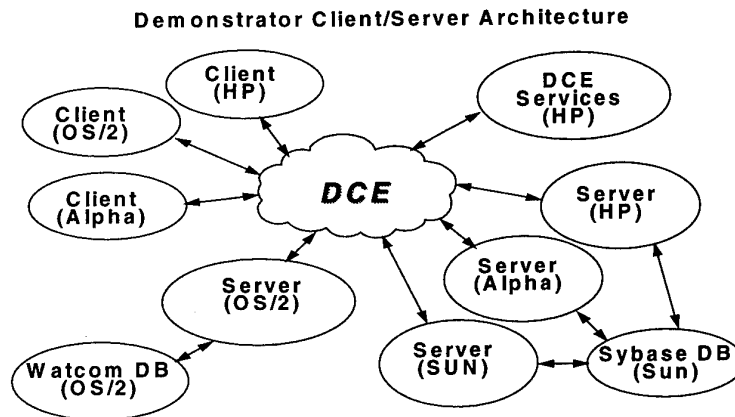 Demonstrator Client/Server Architecture
Client
(HP)
DCE
Services
(HP)
Client
(OS/2)
DCE
Client
(Alpha)
Server
(HP)
Server
(OS/2)
Server
(Alpha)
Server
(SUN)
Sybase DB
(Sun)
Watcom DB
(OS/2)